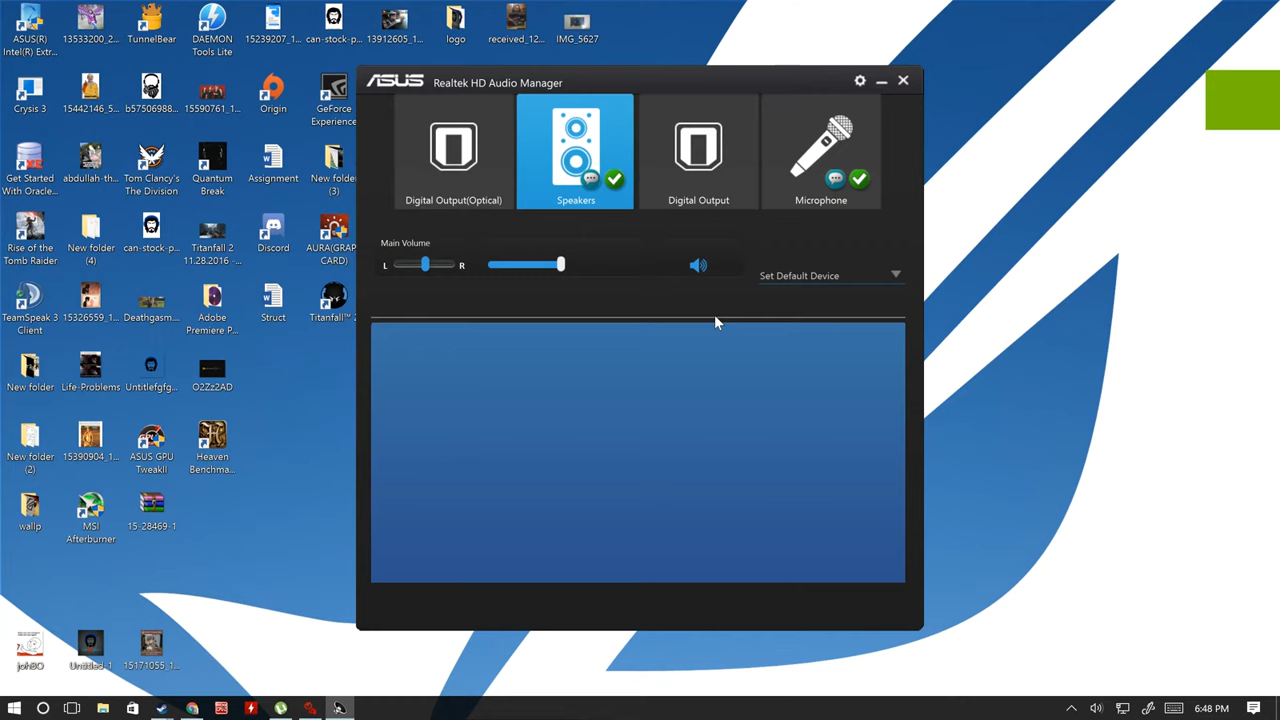 ASUS(R)
Intel(R) Extr...
13533200_2...
TunnelBear
DAEMON
Tools Lite
15239207_1...
can-stock-p...
13912605_1...
logo
received_12...
IMG_5627
Crysis 3
15442146_5...
b57506988...
15590761_1...
Origin
GeForce
Experience
Get Started
With Oracle...
abdullah-th...
Tom Clancy's
The Division
Quantum
Break
Assignment
New folder
(3)
Rise of the
Tomb Raider
New folder
(4)
can-stock-p...
Titanfall 2
11.28.2016 -...
Discord
AURA(GRAP
CARD)
TeamSpeak 3
Client
15326559_1...
Deathgasm...
Adobe
Premiere P...
Struct
Titanfall™ 2
New folder
Life-Problems
Untitlefgfg...
O2Zz2AD
New folder
(2)
15390904_1...
ASUS GPU
TweakII
Heaven
Benchma...
wallp
MSI
Afterburner
15-28469-1
johBO
Untitled-1
15171055_1...
ASUS Realtek HD Audio Manager
Digital Output(Optical)
Speakers
Digital Output
Microphone
Main Volume
L
R
Set Default Device
6:48 PM